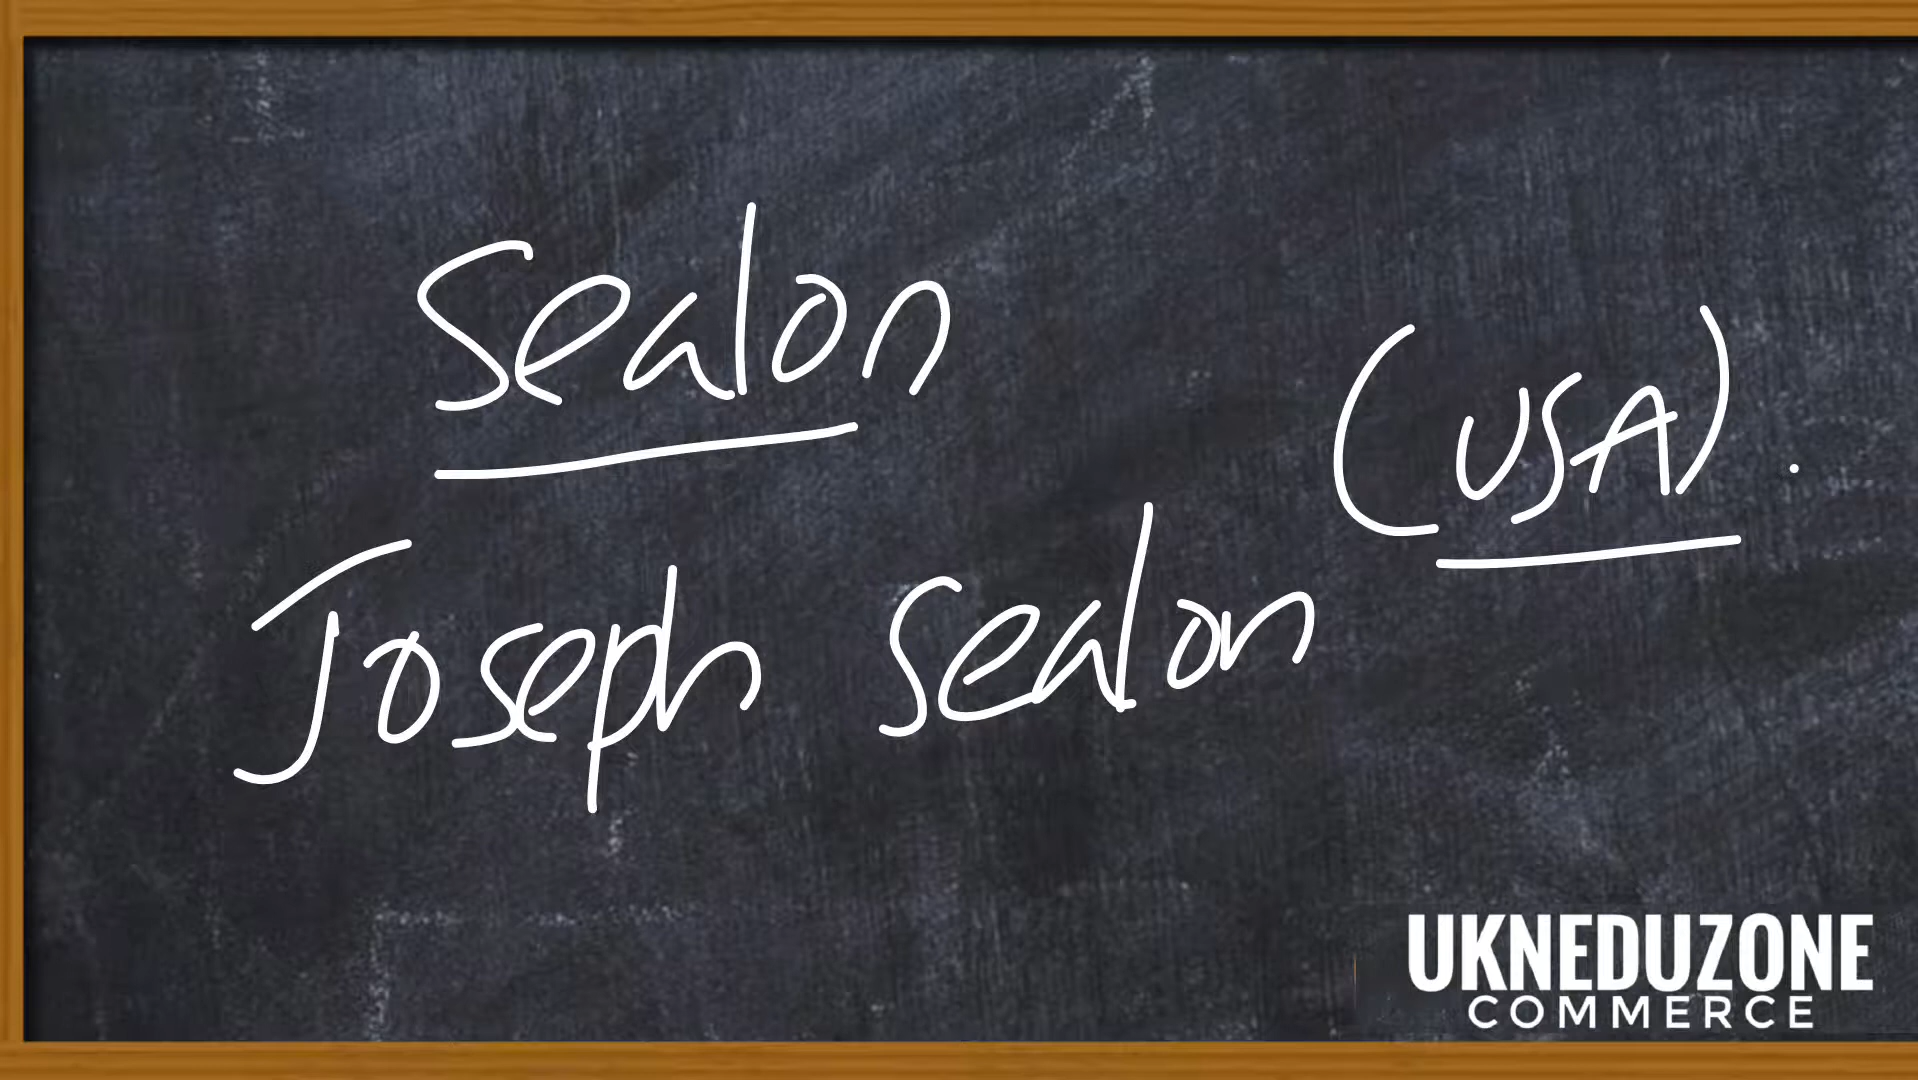 Sealon
(USA).
Joseph Sealon
UKNEDUZONE
COMMERCE